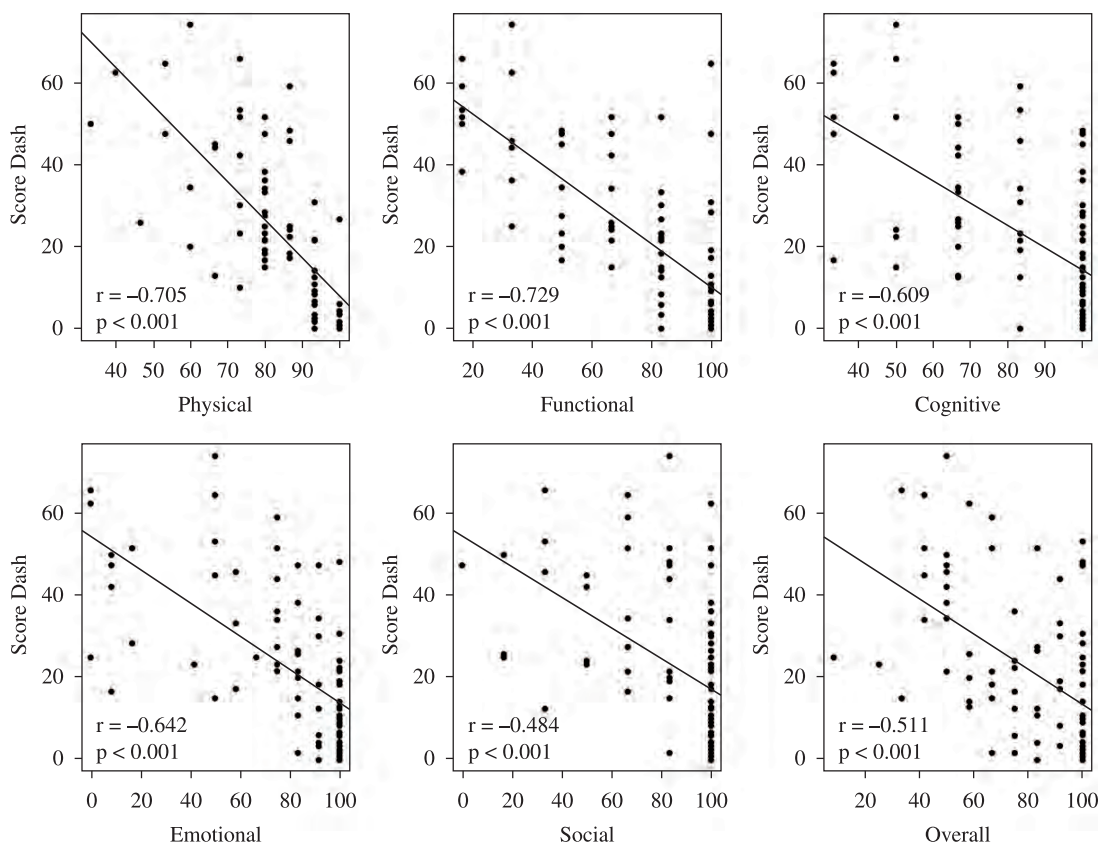 Score Dash
60
40
20
0
r = –0.705
p < 0.001
40 50 60 70 80 90
Physical
Score Dash
60
40
20
0
r = –0.729
p < 0.001
20 40 60 80 100
Functional
Score Dash
60
40
20
0
r = –0.609
p < 0.001
40 50 60 70 80 90
Cognitive
Score Dash
60
40
20
0
r = –0.642
p < 0.001
0 20 40 60 80 100
Emotional
Score Dash
60
40
20
0
r = –0.484
p < 0.001
0 20 40 60 80 100
Social
Score Dash
60
40
20
0
r = –0.511
p < 0.001
20 40 60 80 100
Overall